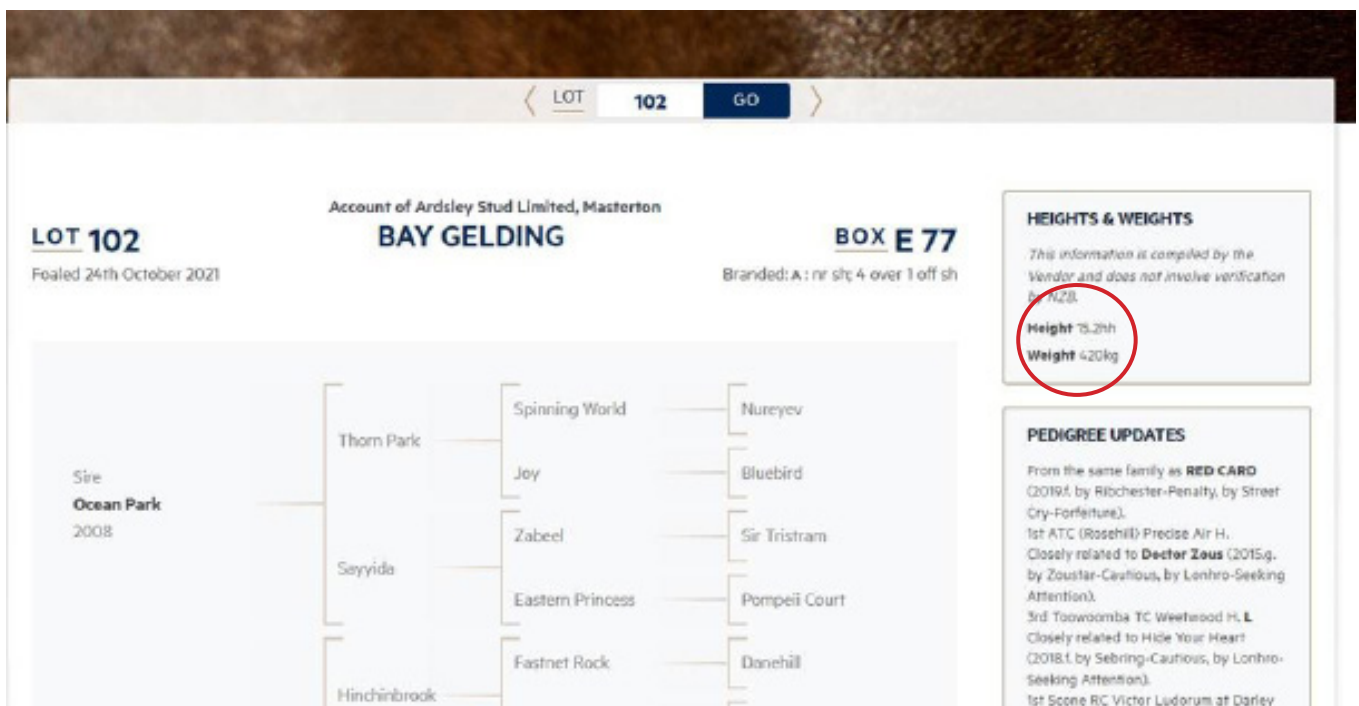 LOT 102 GO
Account of Ardsley Stud Limited, Masterton
LOT 102
BAY GELDING
BOX E 77
Foaled 24th October 2021
Branded: A : nr sh; 4 over 1 off sh
Sire
Ocean Park
2008
Thorn Park
Sayyida
Hinchinbrook
Spinning World
Joy
Zabeel
Eastern Princess
Fastnet Rock
Nureyev
Bluebird
Sir Tristram
Pompeii Court
Danehill
HEIGHTS & WEIGHTS
This information is compiled by the
Vendor and does not involve verification
by NZB.
Height 15.2hh
Weight 420kg
PEDIGREE UPDATES
From the same family as RED CARD
(2019.f. by Ribchester-Penalty, by Street
Cry-Forfeiture).
1st ATC (Rosehill) Precise Air H.
Closely related to Doctor Zous (2015.g.
by Zoustar-Cautious, by Lonhro-Seeking
Attention).
3rd Toowoomba TC Weetwood H. L
Closely related to Hide Your Heart
(2018.f. by Sebring-Cautious, by Lonhro-
Seeking Attention).
1st Scone RC Victor Ludorum at Darley